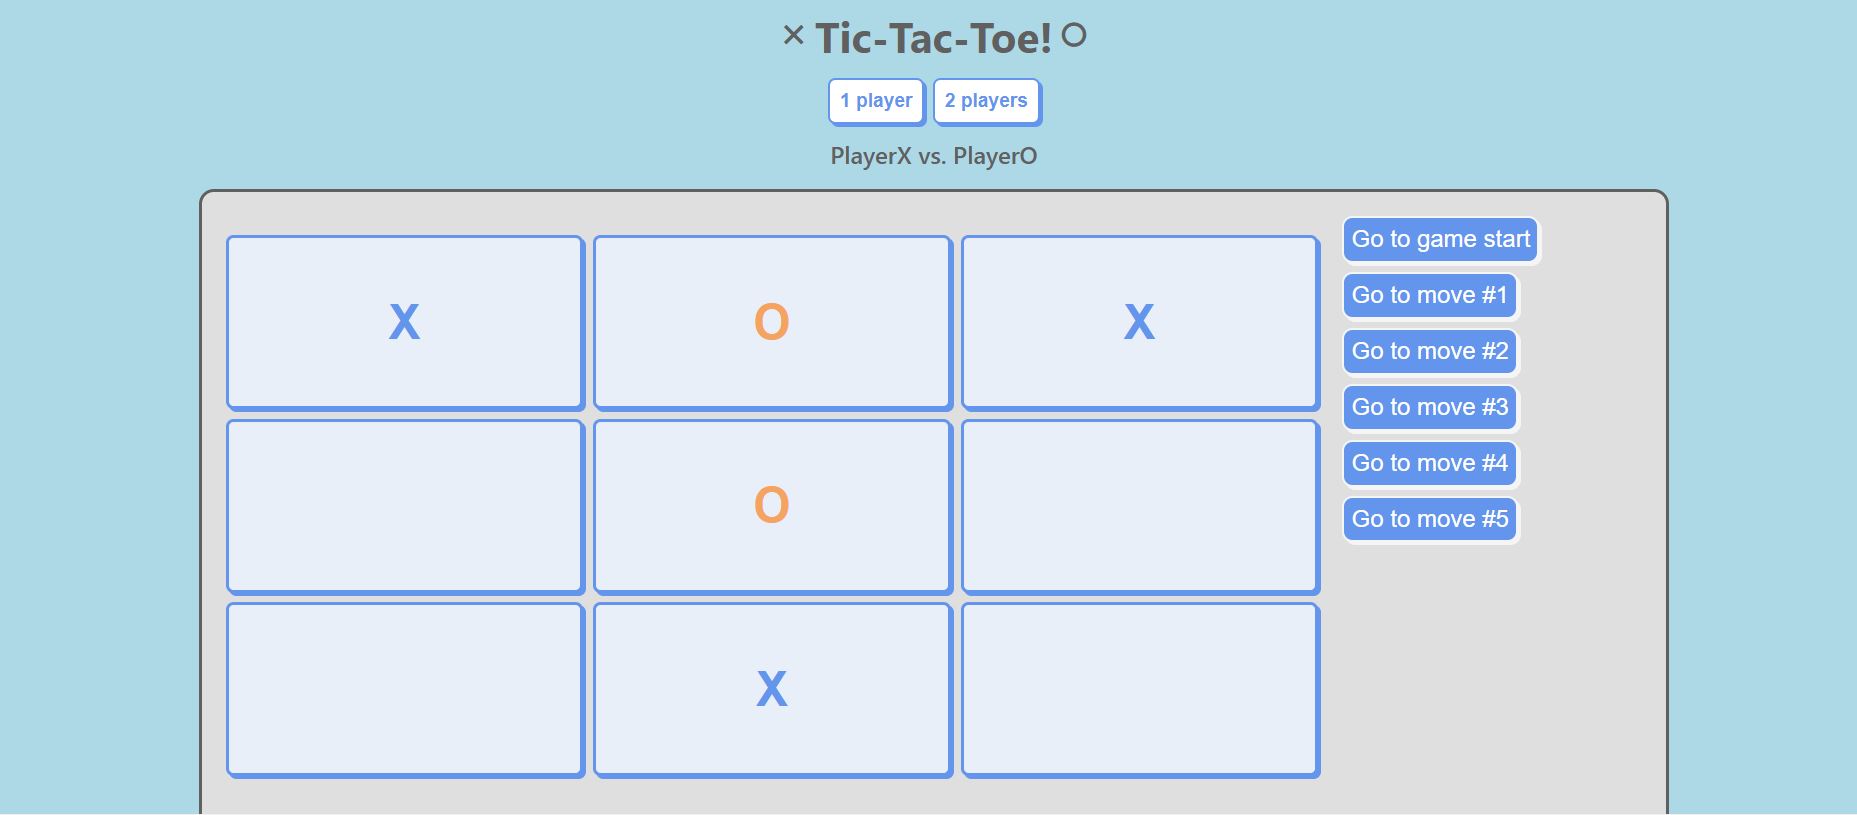 × Tic-Tac-Toe! ○
1 player 2 players
PlayerX vs. PlayerO
X O X
O
X
Go to game start
Go to move #1
Go to move #2
Go to move #3
Go to move #4
Go to move #5